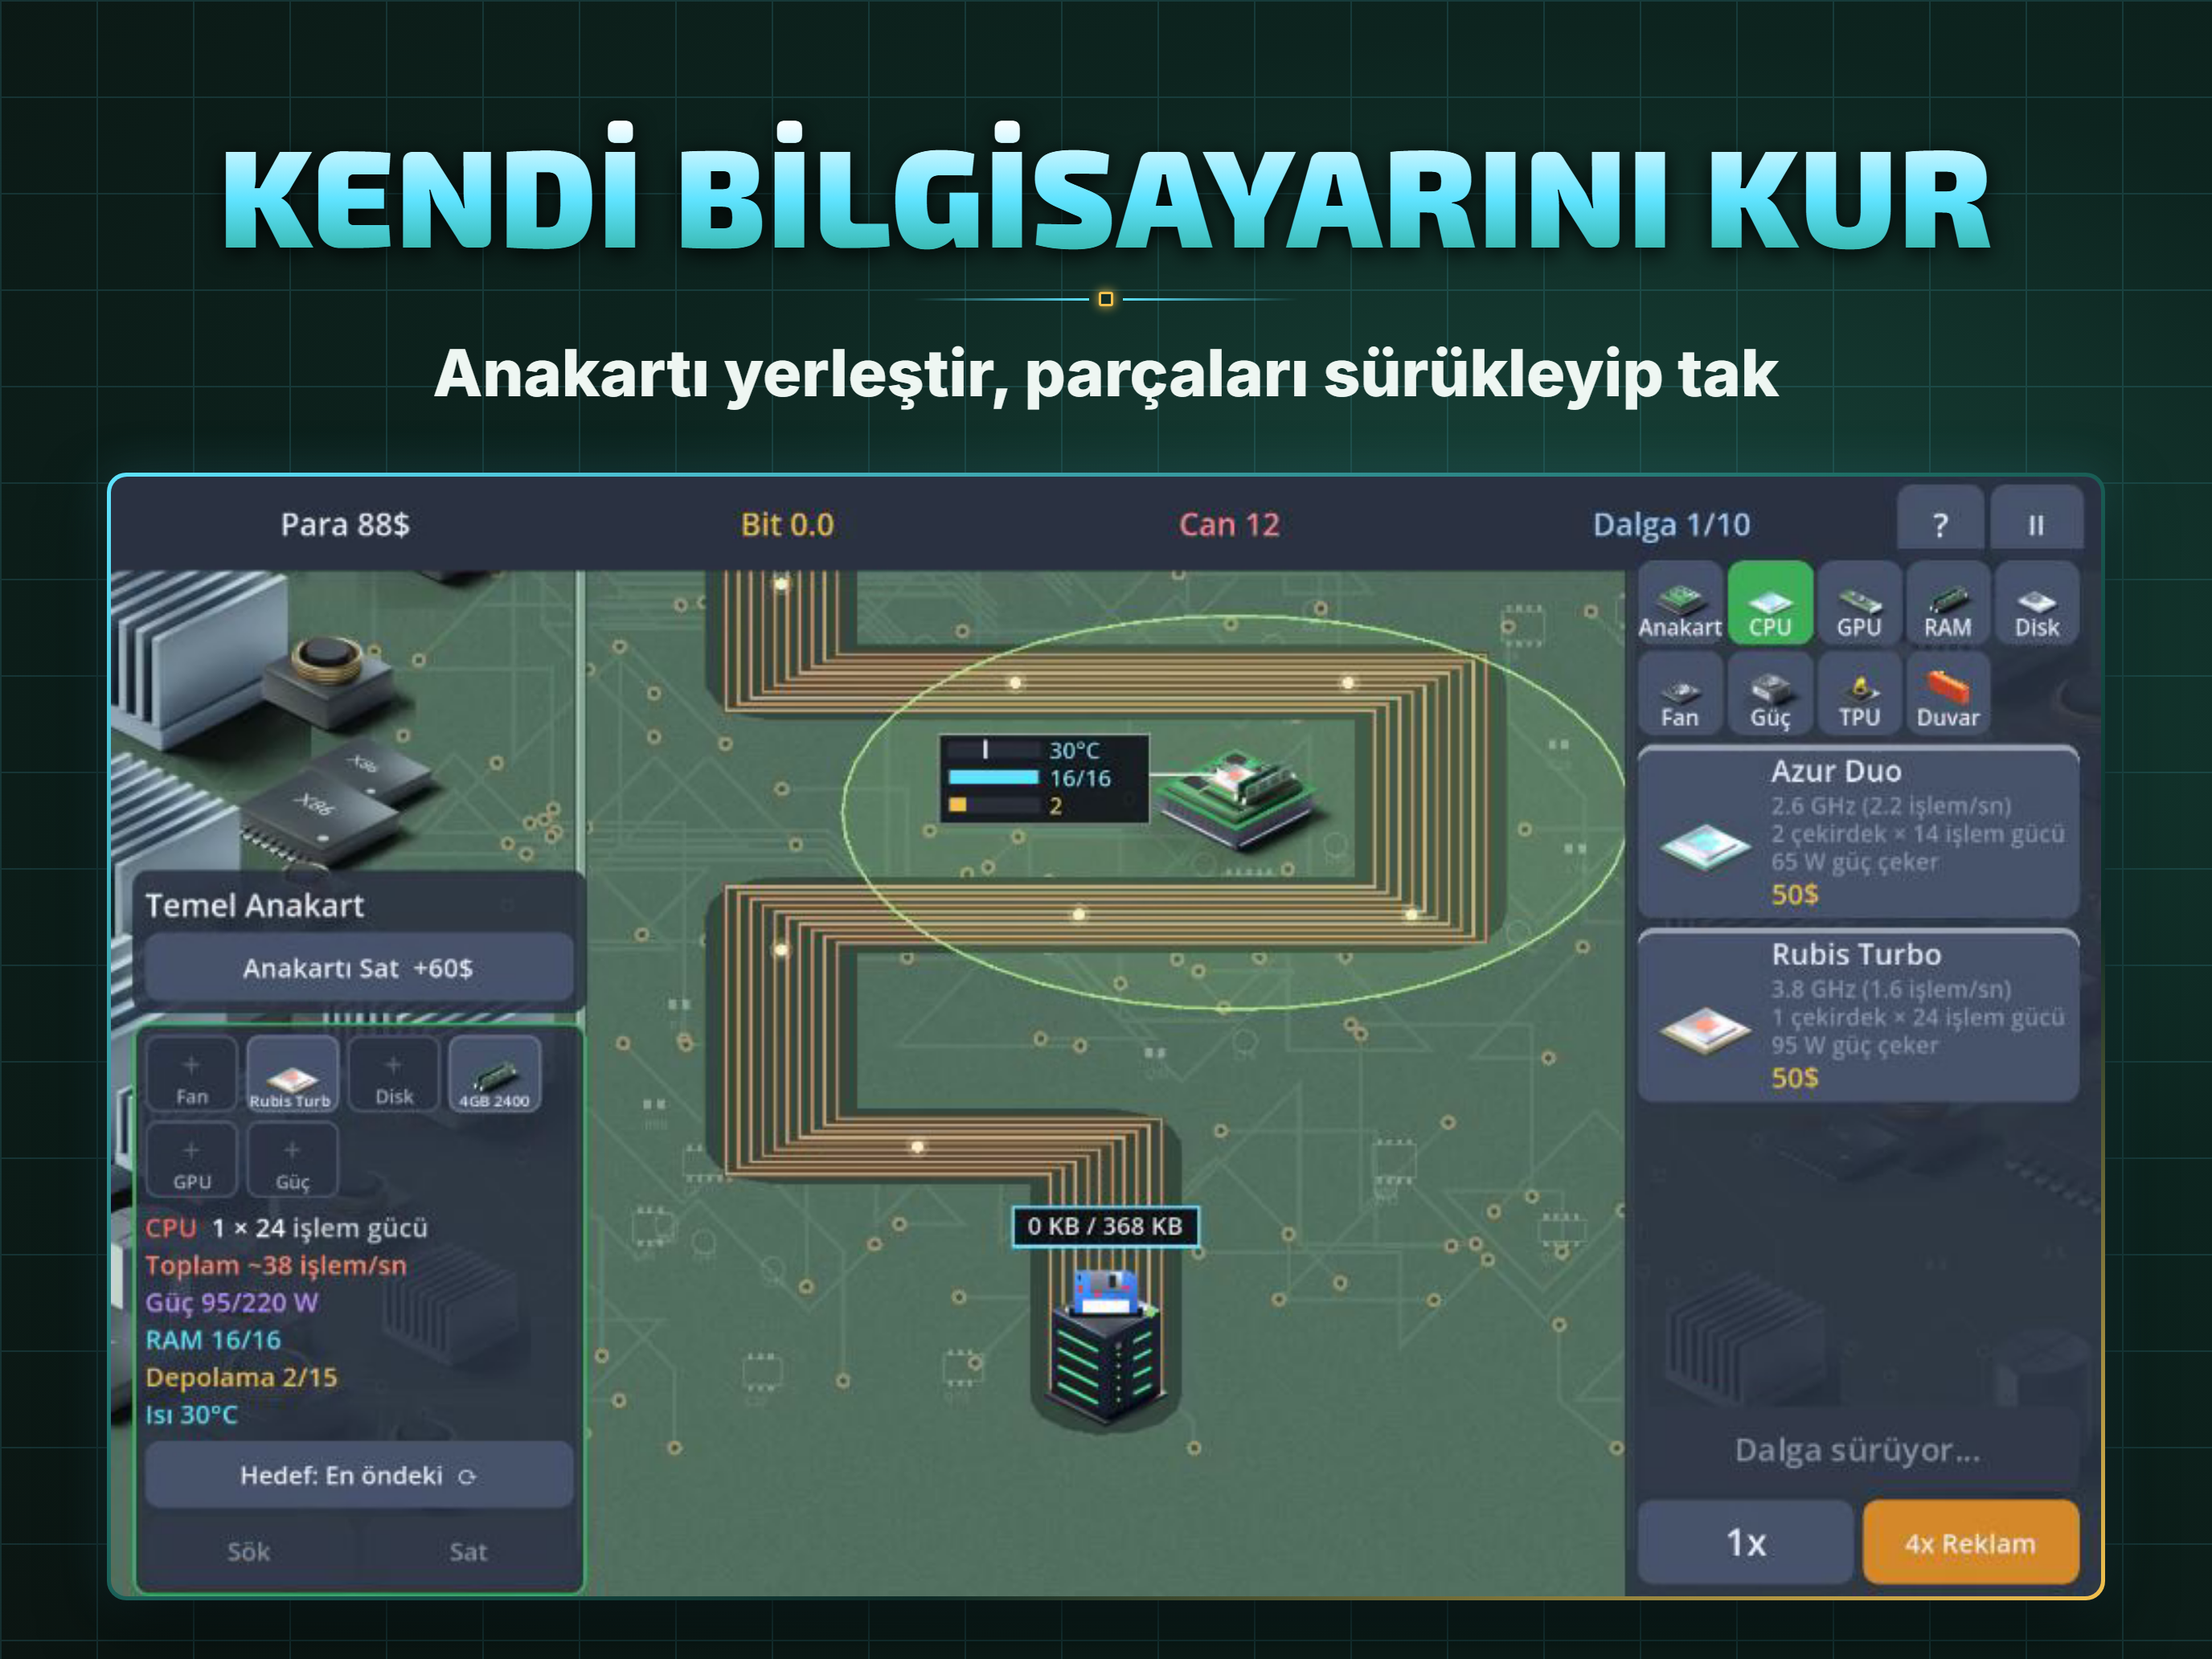 KENDİ BİLGİSAYARINI KUR
Anakartı yerleştir, parçaları sürükleyip tak
Para 88$
Bit 0.0
Can 12
Dalga 1/10
?
II
Anakart
CPU
GPU
RAM
Disk
Fan
Güç
TPU
Duvar
X86
X86
30°C
16/16
2
Azur Duo
2.6 GHz (2.2 işlem/sn)
2 çekirdek × 14 işlem gücü
65 W güç çeker
50$
Rubis Turbo
3.8 GHz (1.6 işlem/sn)
1 çekirdek × 24 işlem gücü
95 W güç çeker
50$
Temel Anakart
Anakartı Sat +60$
+
Fan
Rubis Turb
+
Disk
4GB 2400
+
GPU
+
Güç
CPU 1 × 24 işlem gücü
Toplam ~38 işlem/sn
Güç 95/220 W
RAM 16/16
Depolama 2/15
Isı 30°C
Hedef: En öndeki
Sök
Sat
0 KB / 368 KB
Dalga sürüyor...
1x
4x Reklam